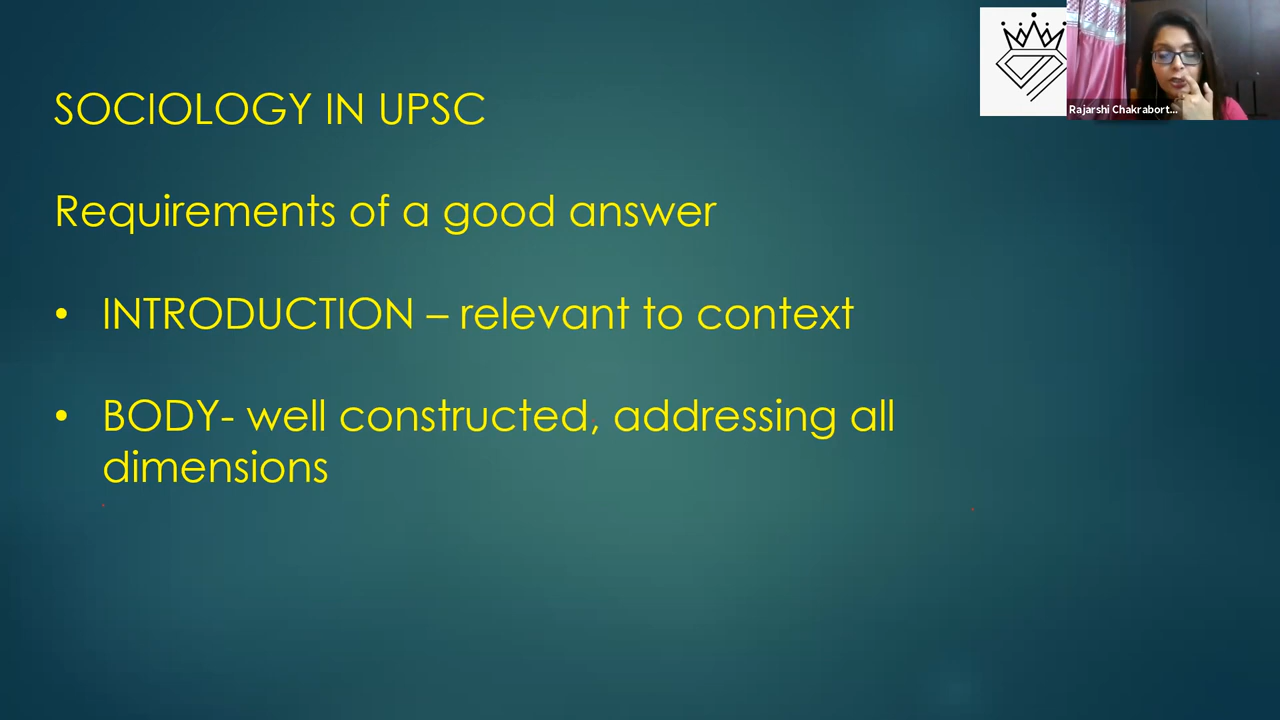 SOCIOLOGY IN UPSC
Requirements of a good answer
• INTRODUCTION – relevant to context
• BODY- well constructed, addressing all
dimensions
Rajarshi Chakrabort...